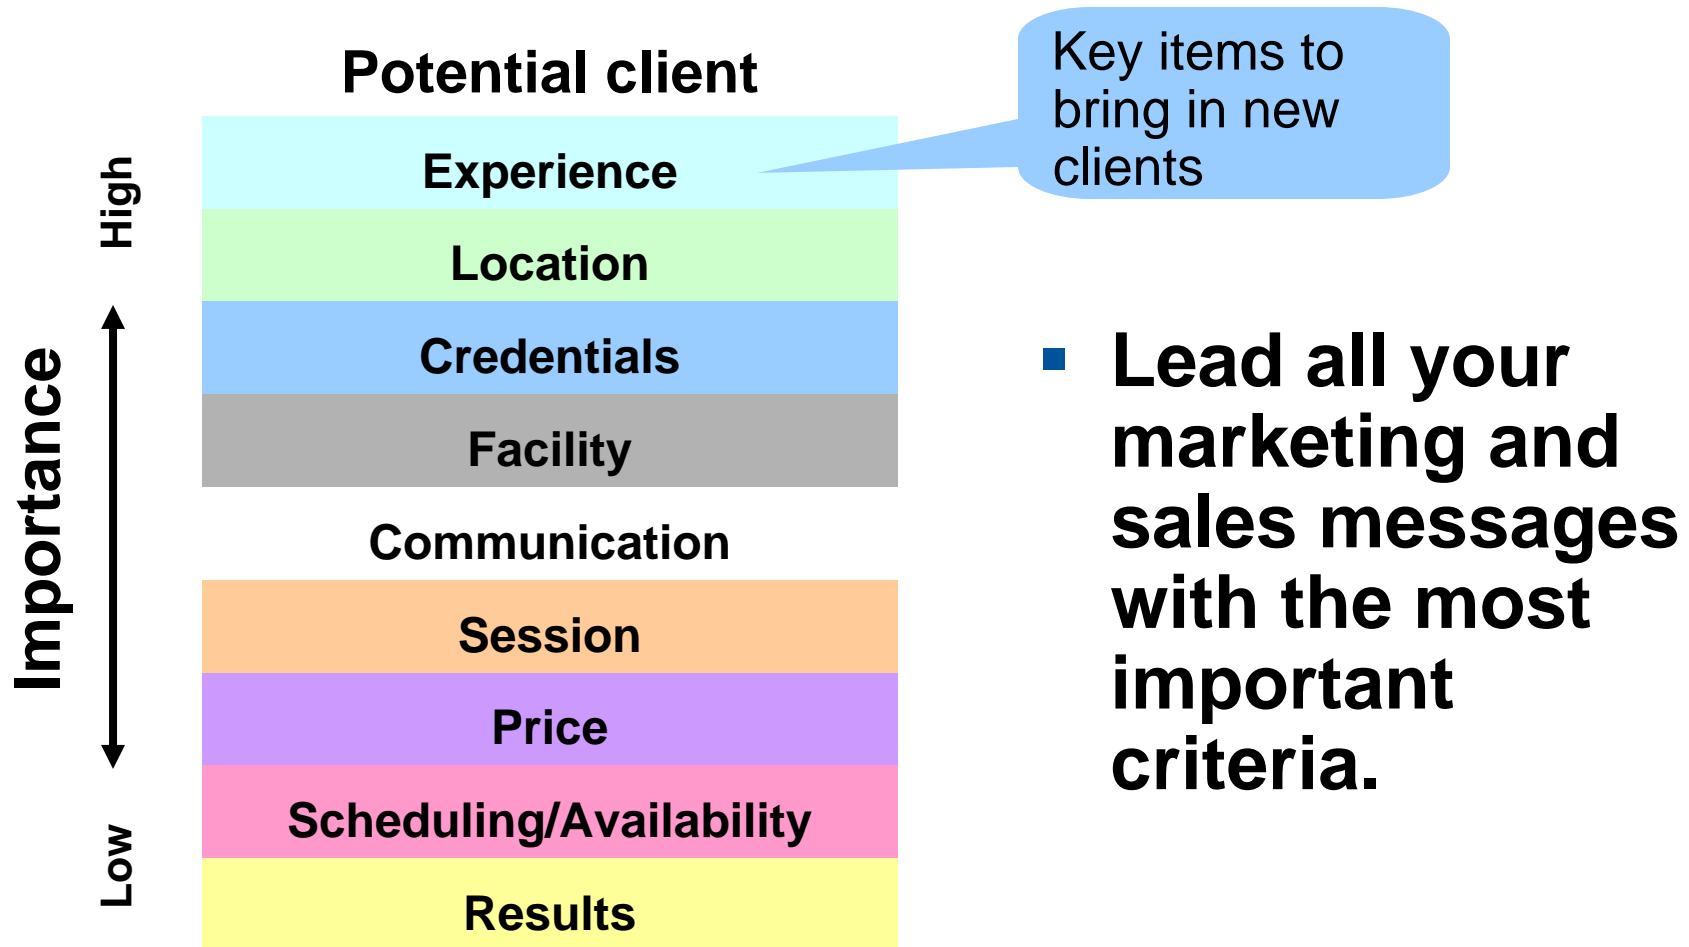 Potential client
Key items to
bring in new
clients
Importance
High
Low
Experience
Location
Credentials
Facility
Communication
Session
Price
Scheduling/Availability
Results
Lead all your
marketing and
sales messages
with the most
important
criteria.